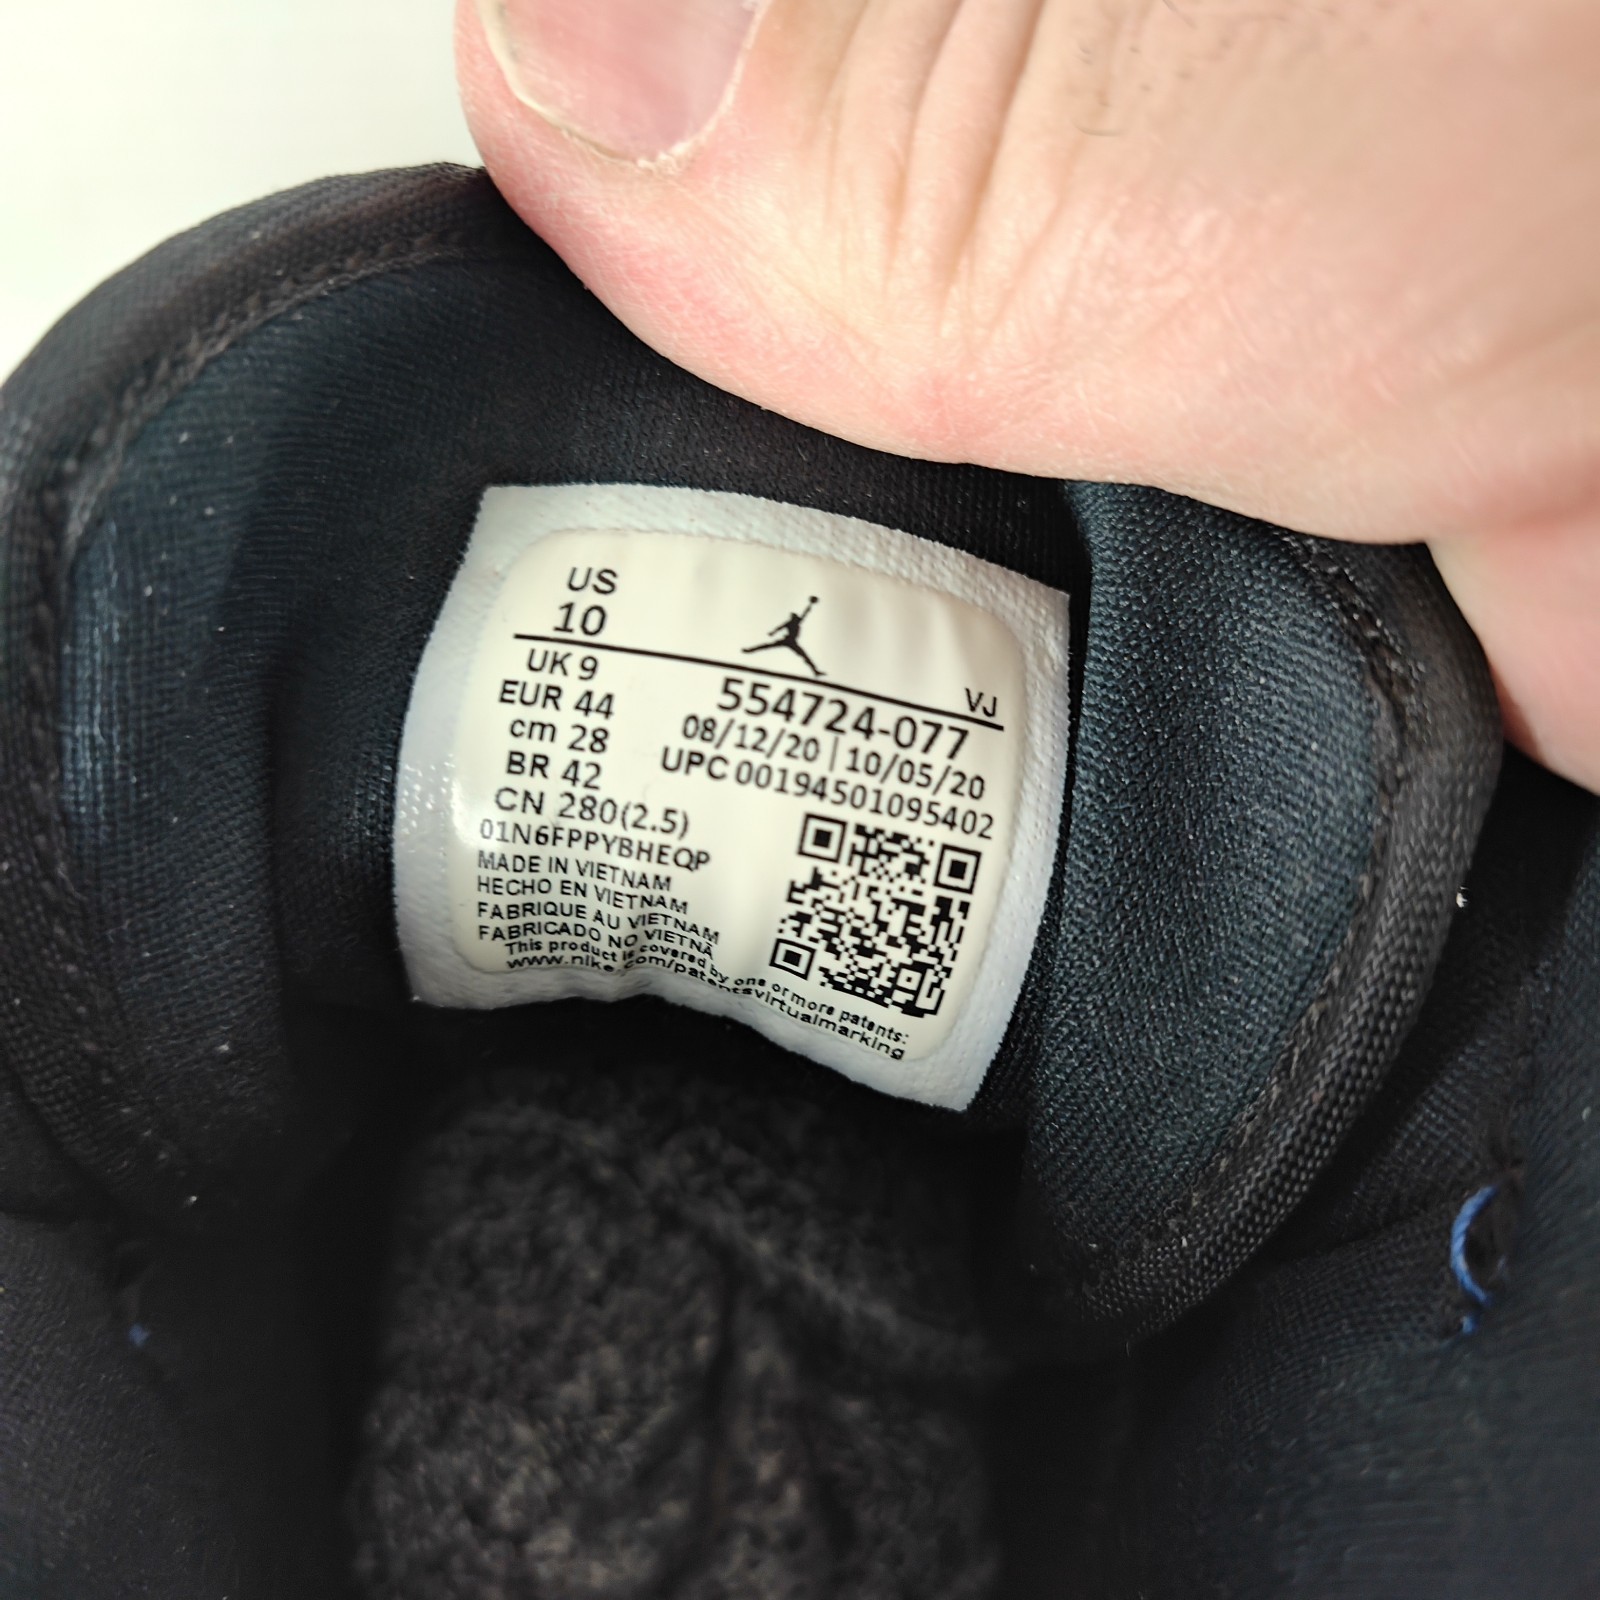 US
10
UK 9
EUR 44
cm 28
BR 42
CN 280(2.5)
01N6FPPYBHEQP
MADE IN VIETNAM
HECHO EN VIETNAM
FABRIQUE AU VIETNAM
FABRICADO NO VIETNÃ
This product is covered by one or more patents:
www.nike.com/patentsvirtualmarking
VJ
554724-077
08/12/20 | 10/05/20
UPC 00194501095402